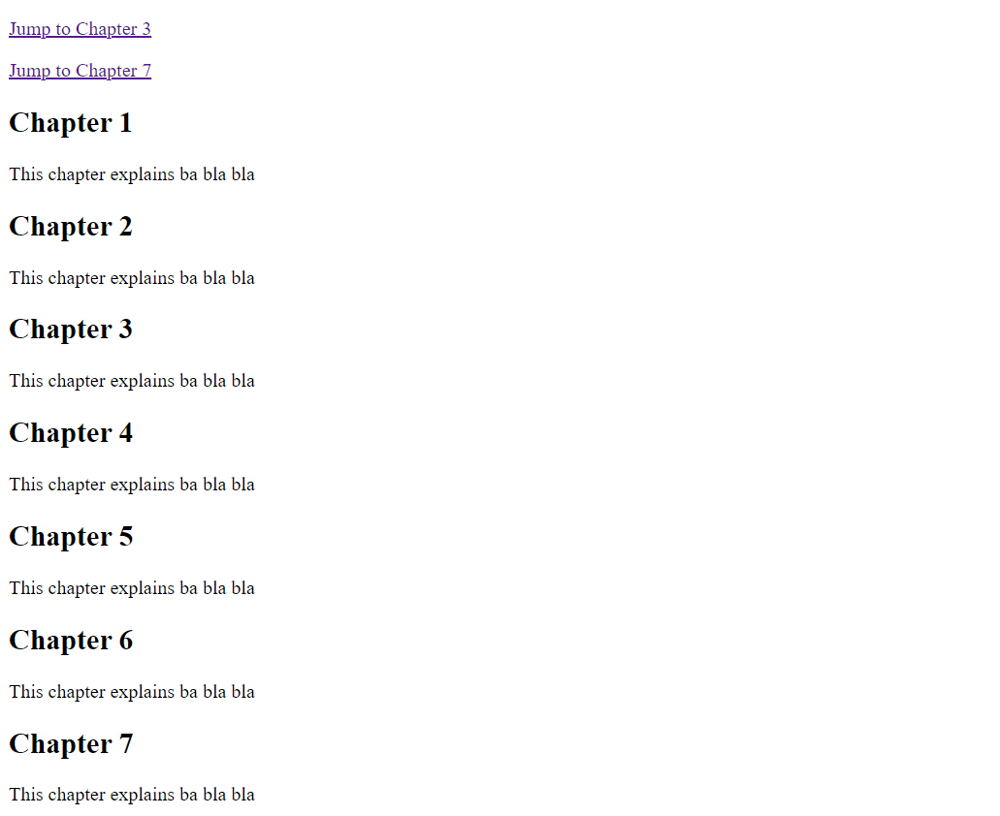 Jump to Chapter 3
Jump to Chapter 7
Chapter 1
This chapter explains ba bla bla
Chapter 2
This chapter explains ba bla bla
Chapter 3
This chapter explains ba bla bla
Chapter 4
This chapter explains ba bla bla
Chapter 5
This chapter explains ba bla bla
Chapter 6
This chapter explains ba bla bla
Chapter 7
This chapter explains ba bla bla